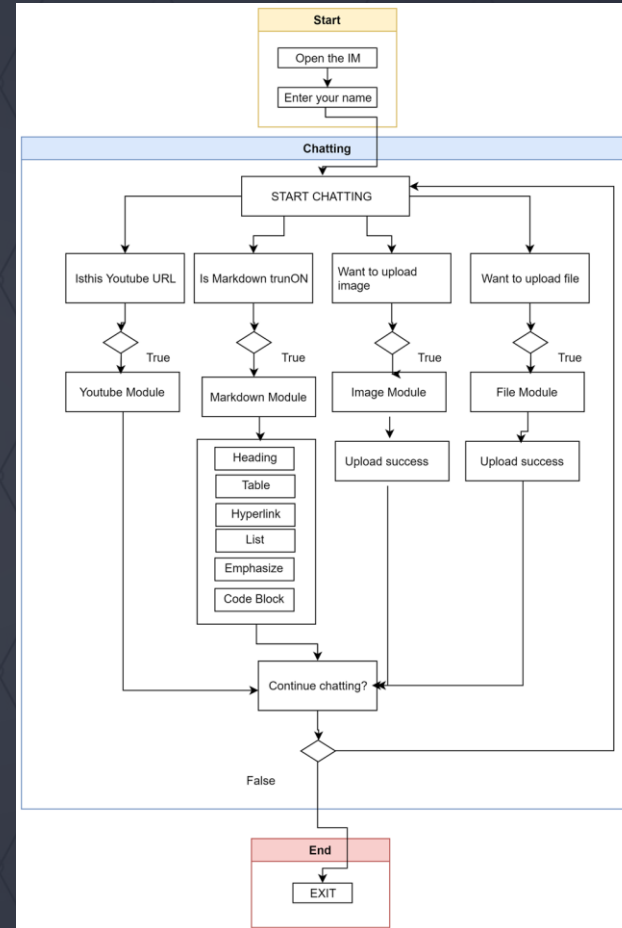 Start
Open the IM
Enter your name
Chatting
START CHATTING
Isthis Youtube URL
Is Markdown trunON
Want to upload
image
Want to upload file
True
True
True
True
Youtube Module
Markdown Module
Image Module
File Module
Heading
Table
Hyperlink
List
Emphasize
Code Block
Upload success
Upload success
Continue chatting?
False
End
EXIT